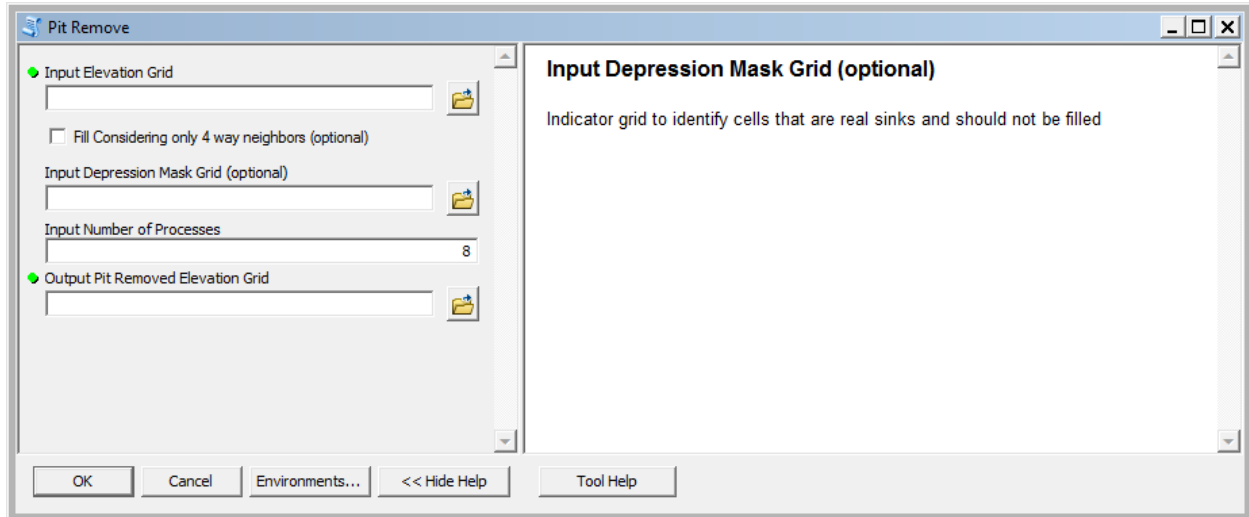 Pit Remove
Input Elevation Grid
Fill Considering only 4 way neighbors (optional)
Input Depression Mask Grid (optional)
Input Number of Processes
8
Output Pit Removed Elevation Grid
Input Depression Mask Grid (optional)
Indicator grid to identify cells that are real sinks and should not be filled
OK
Cancel
Environments...
<< Hide Help
Tool Help